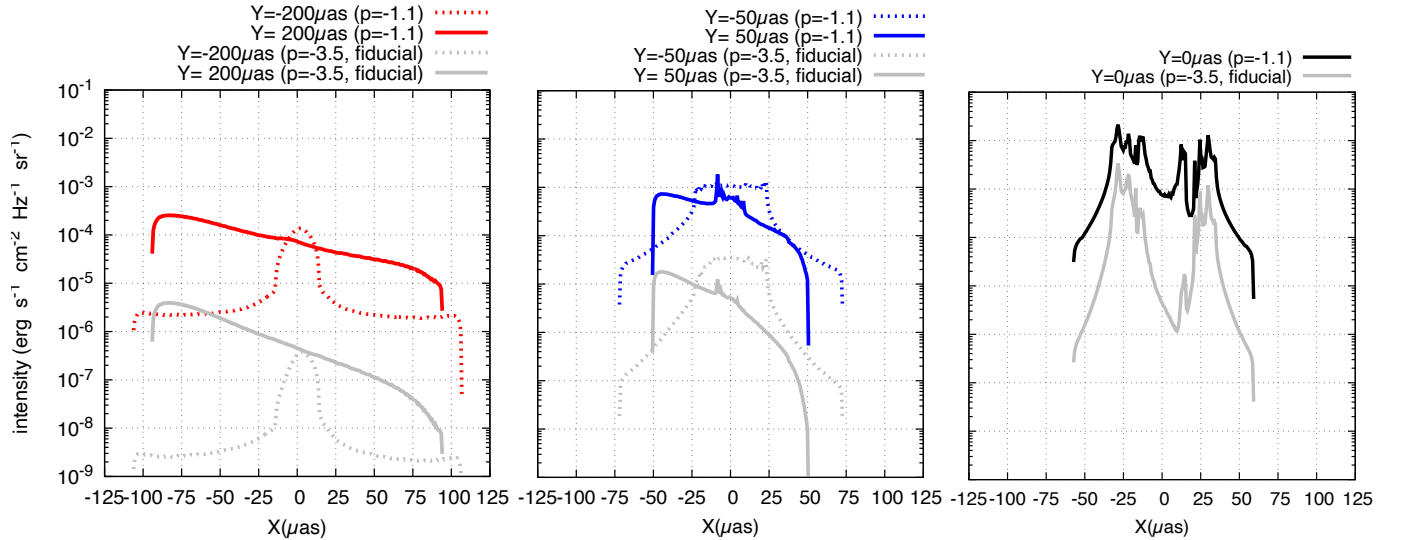 Y=-200µas (p=-1.1)
Y= 200µas (p=-1.1)
Y=-200µas (p=-3.5, fiducial)
Y= 200µas (p=-3.5, fiducial)
Y=-50µas (p=-1.1)
Y= 50µas (p=-1.1)
Y=-50µas (p=-3.5, fiducial)
Y= 50µas (p=-3.5, fiducial)
Y=0µas (p=-1.1)
Y=0µas (p=-3.5, fiducial)
intensity (erg s⁻¹ cm⁻² Hz⁻¹ sr⁻¹)
10⁻¹
10⁻²
10⁻³
10⁻⁴
10⁻⁵
10⁻⁶
10⁻⁷
10⁻⁸
10⁻⁹
-125 -100 -75 -50 -25 0 25 50 75 100 125
-125 -100 -75 -50 -25 0 25 50 75 100 125
-125 -100 -75 -50 -25 0 25 50 75 100 125
X(µas)
X(µas)
X(µas)